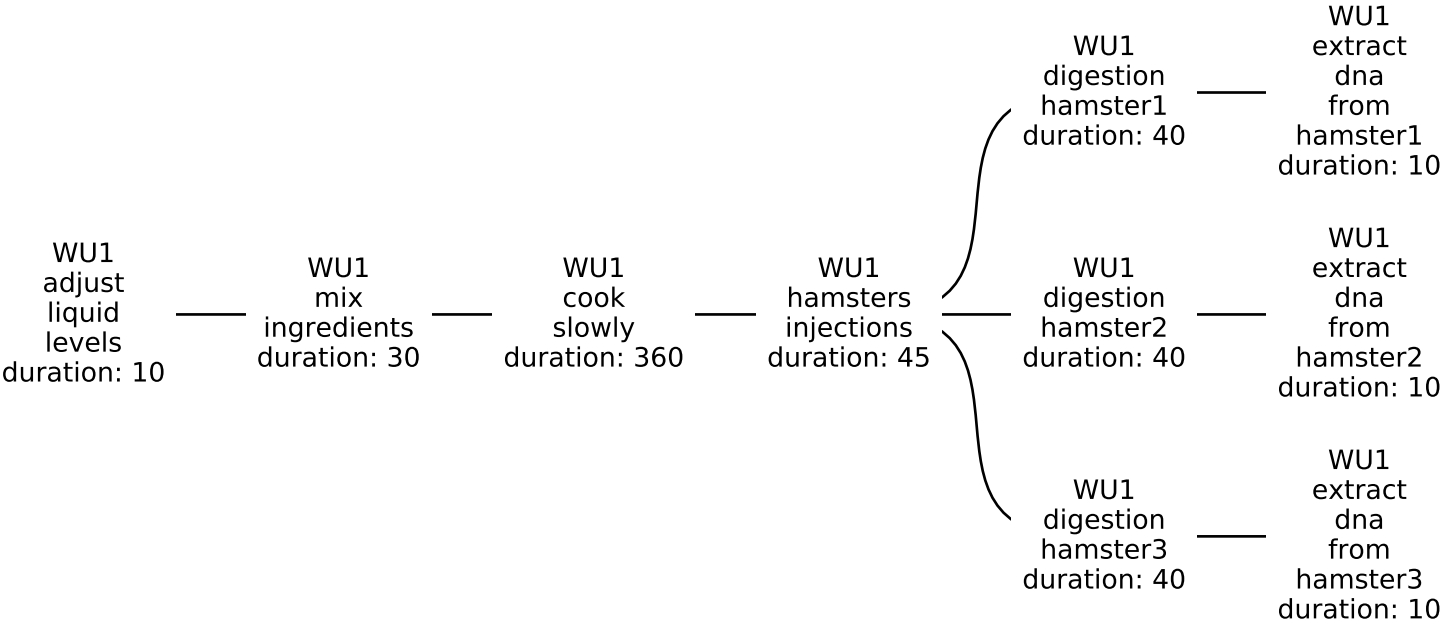 WU1
adjust
liquid
levels
duration: 10
WU1
mix
ingredients
duration: 30
WU1
cook
slowly
duration: 360
WU1
hamsters
injections
duration: 45
WU1
digestion
hamster1
duration: 40
WU1
extract
dna
from
hamster1
duration: 10
WU1
digestion
hamster2
duration: 40
WU1
extract
dna
from
hamster2
duration: 10
WU1
digestion
hamster3
duration: 40
WU1
extract
dna
from
hamster3
duration: 10